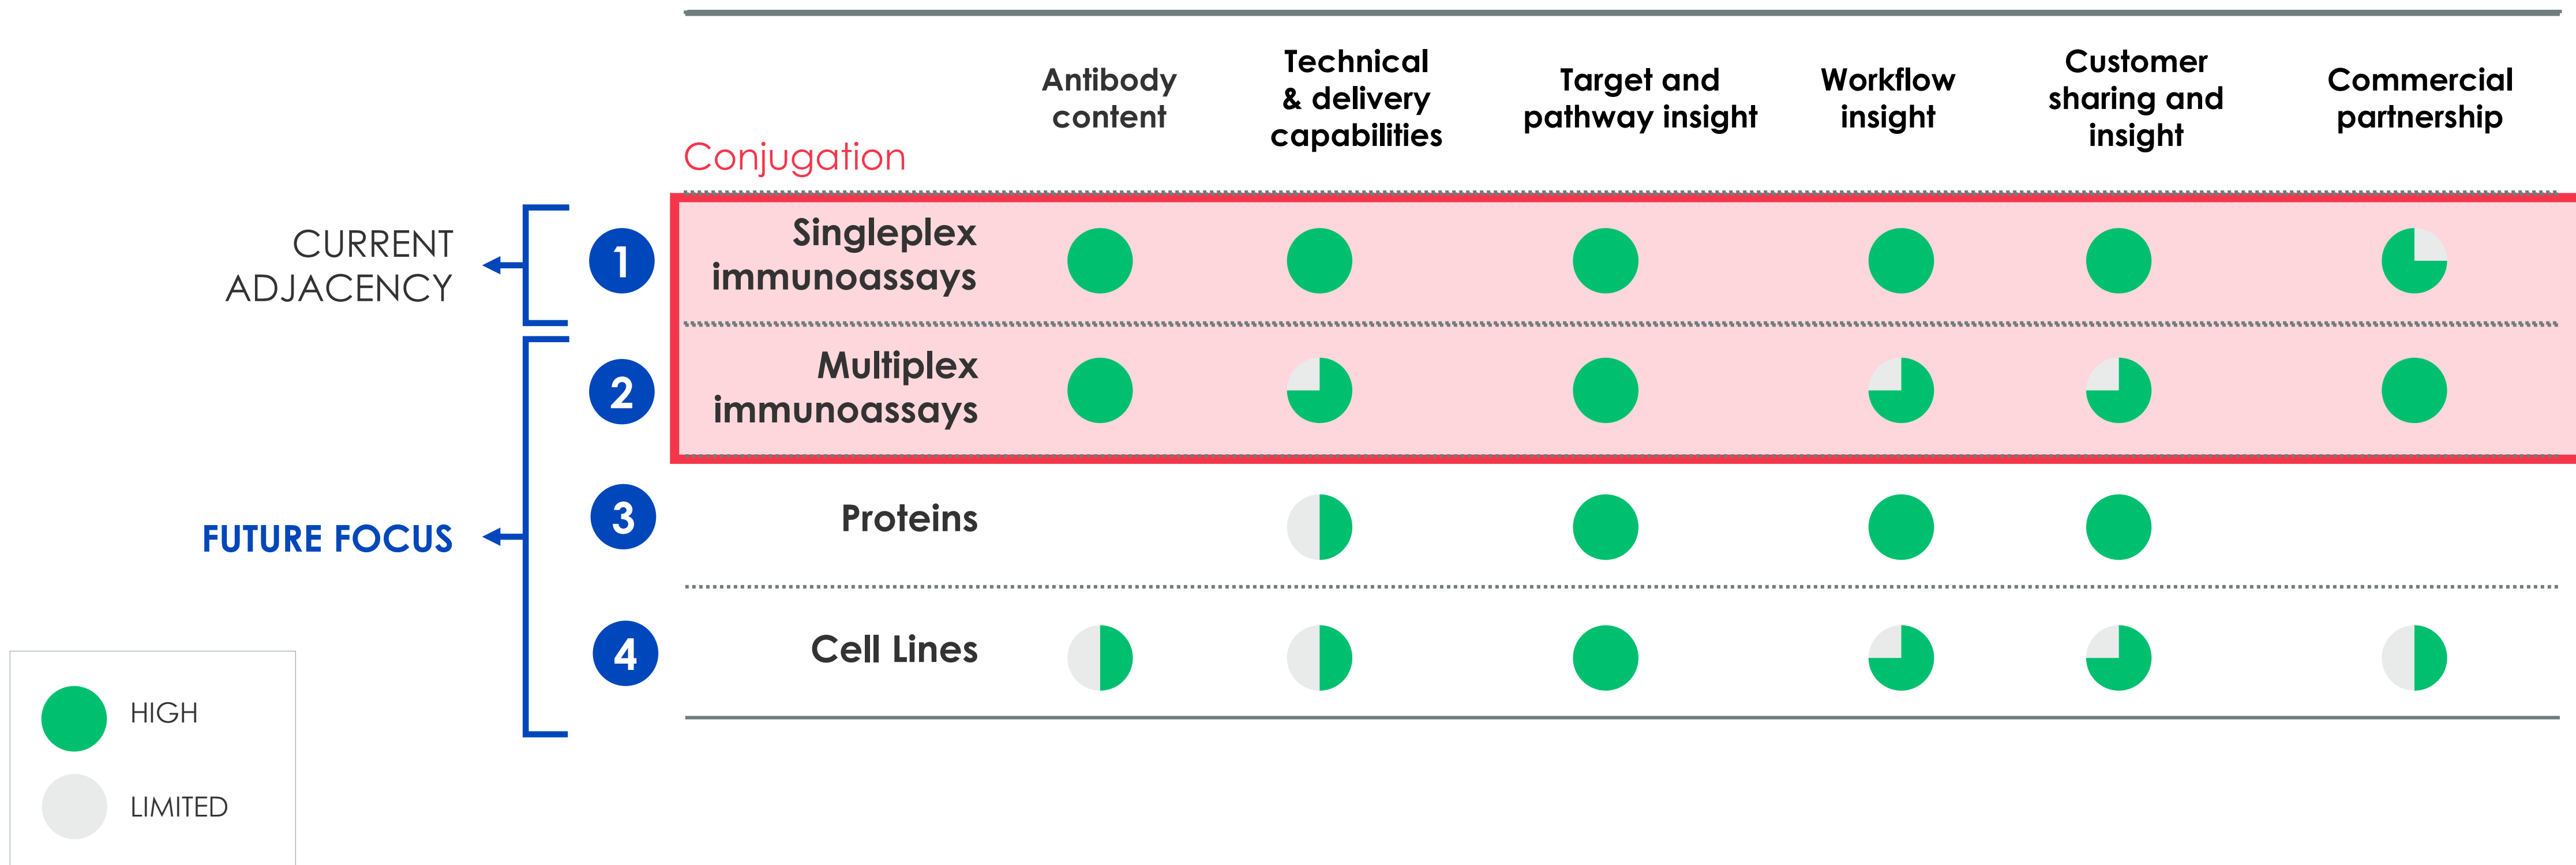 Antibody
content
Technical
& delivery
capabilities
Target and
pathway insight
Workflow
insight
Customer
sharing and
insight
Commercial
partnership
Conjugation
CURRENT
ADJACENCY
1
Singleplex
immunoassays
2
Multiplex
immunoassays
FUTURE FOCUS
3
Proteins
4
Cell Lines
HIGH
LIMITED